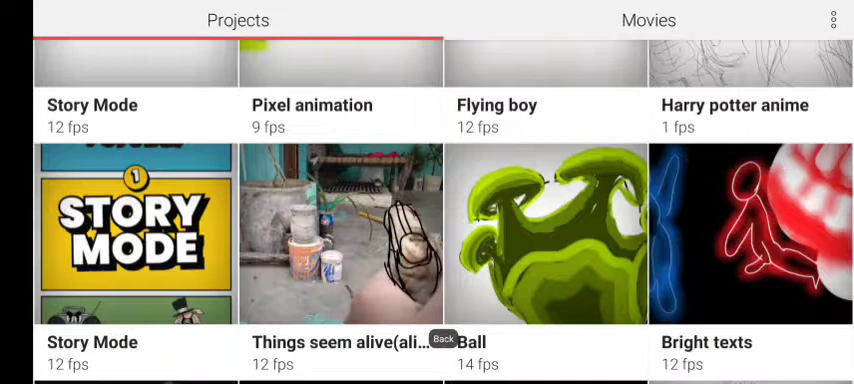 Projects
Movies
Story Mode
Pixel animation
Flying boy
Harry potter anime
12 fps
9 fps
12 fps
1 fps
1
STORY
MODE
Story Mode
Things seem alive(ali...
Back
Ball
Bright texts
12 fps
12 fps
14 fps
12 fps